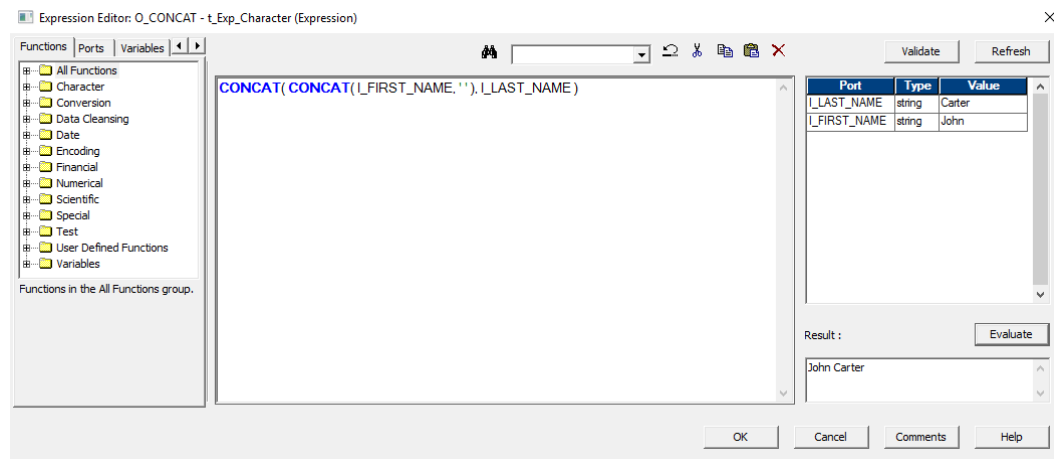 Expression Editor: O_CONCAT - t_Exp_Character (Expression)
Functions Ports Variables
Validate Refresh
All Functions
Character
Conversion
Data Cleansing
Date
Encoding
Financial
Numerical
Scientific
Special
Test
User Defined Functions
Variables
Functions in the All Functions group.
CONCAT( CONCAT( I_FIRST_NAME, ' ' ), I_LAST_NAME )
Port Type Value
I_LAST_NAME string Carter
I_FIRST_NAME string John
Result :
Evaluate
John Carter
OK Cancel Comments Help